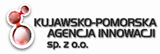 KUJAWSKO-POMORSKA
AGENCJA INNOWACJI
SP. Z O.O.